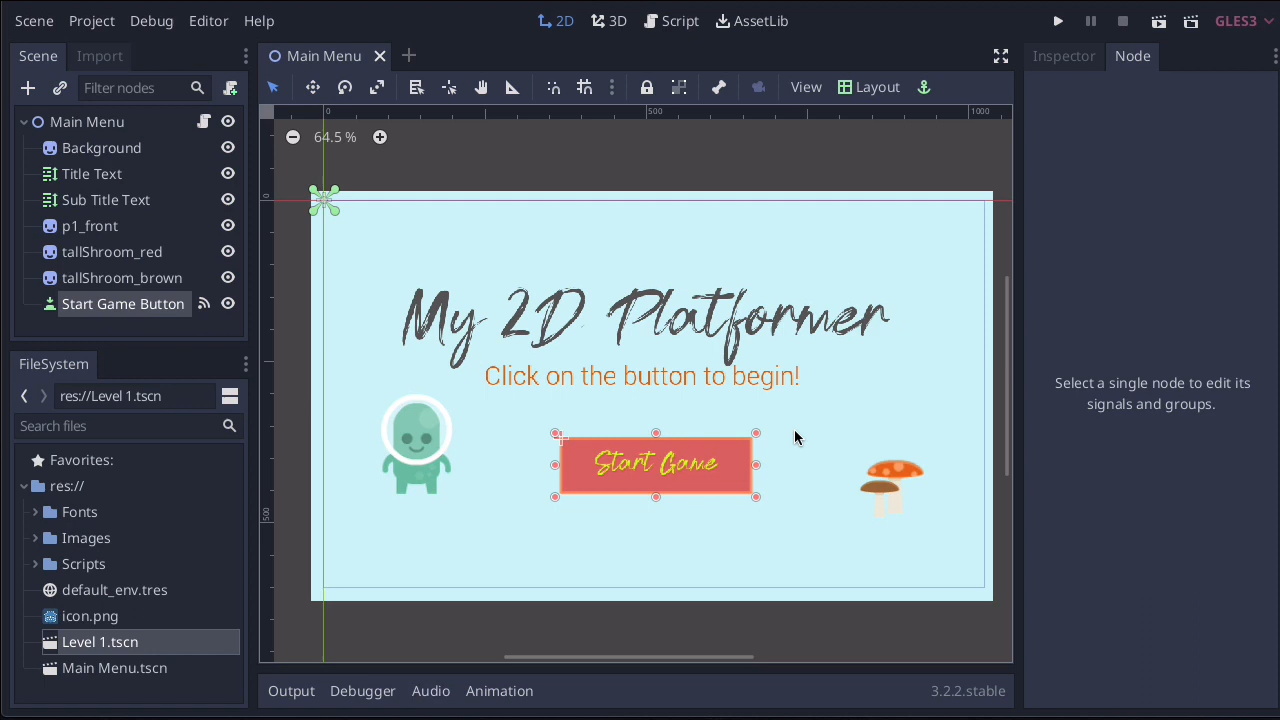 Scene Project Debug Editor Help 2D 3D Script AssetLib GLES3
Scene Import Main Menu Inspector Node
Filter nodes View Layout
0 500 1000
64.5 %
Main Menu
Background
Title Text
Sub Title Text
p1_front
tallShroom_red
tallShroom_brown
Start Game Button
0
500
My 2D Platformer
Click on the button to begin!
Start Game
Select a single node to edit its
signals and groups.
FileSystem
res://Level 1.tscn
Search files
Favorites:
res://
Fonts
Images
Scripts
default_env.tres
icon.png
Level 1.tscn
Main Menu.tscn
Output Debugger Audio Animation 3.2.2.stable